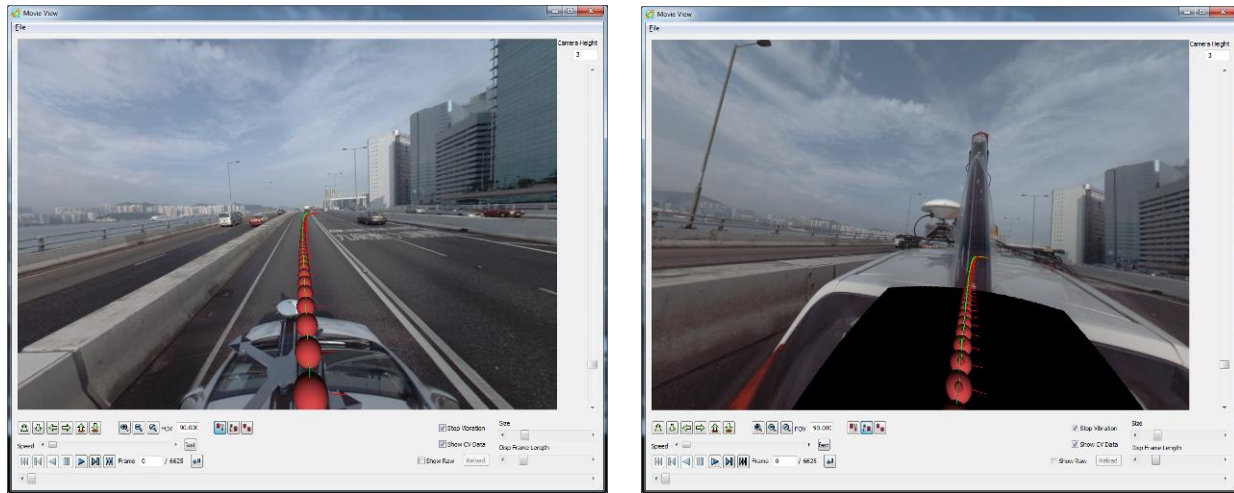 Movie View
File
Camera Height
3
FOV 90.000
Stop Vibration
Size
Speed
Show CV Data
Disp Frame Length
Frame 0 / 6625
Show Raw
Reload
Movie View
File
Camera Height
3
FOV 90.000
Stop Vibration
Size
Speed
Show CV Data
Disp Frame Length
Frame 0 / 6625
Show Raw
Reload